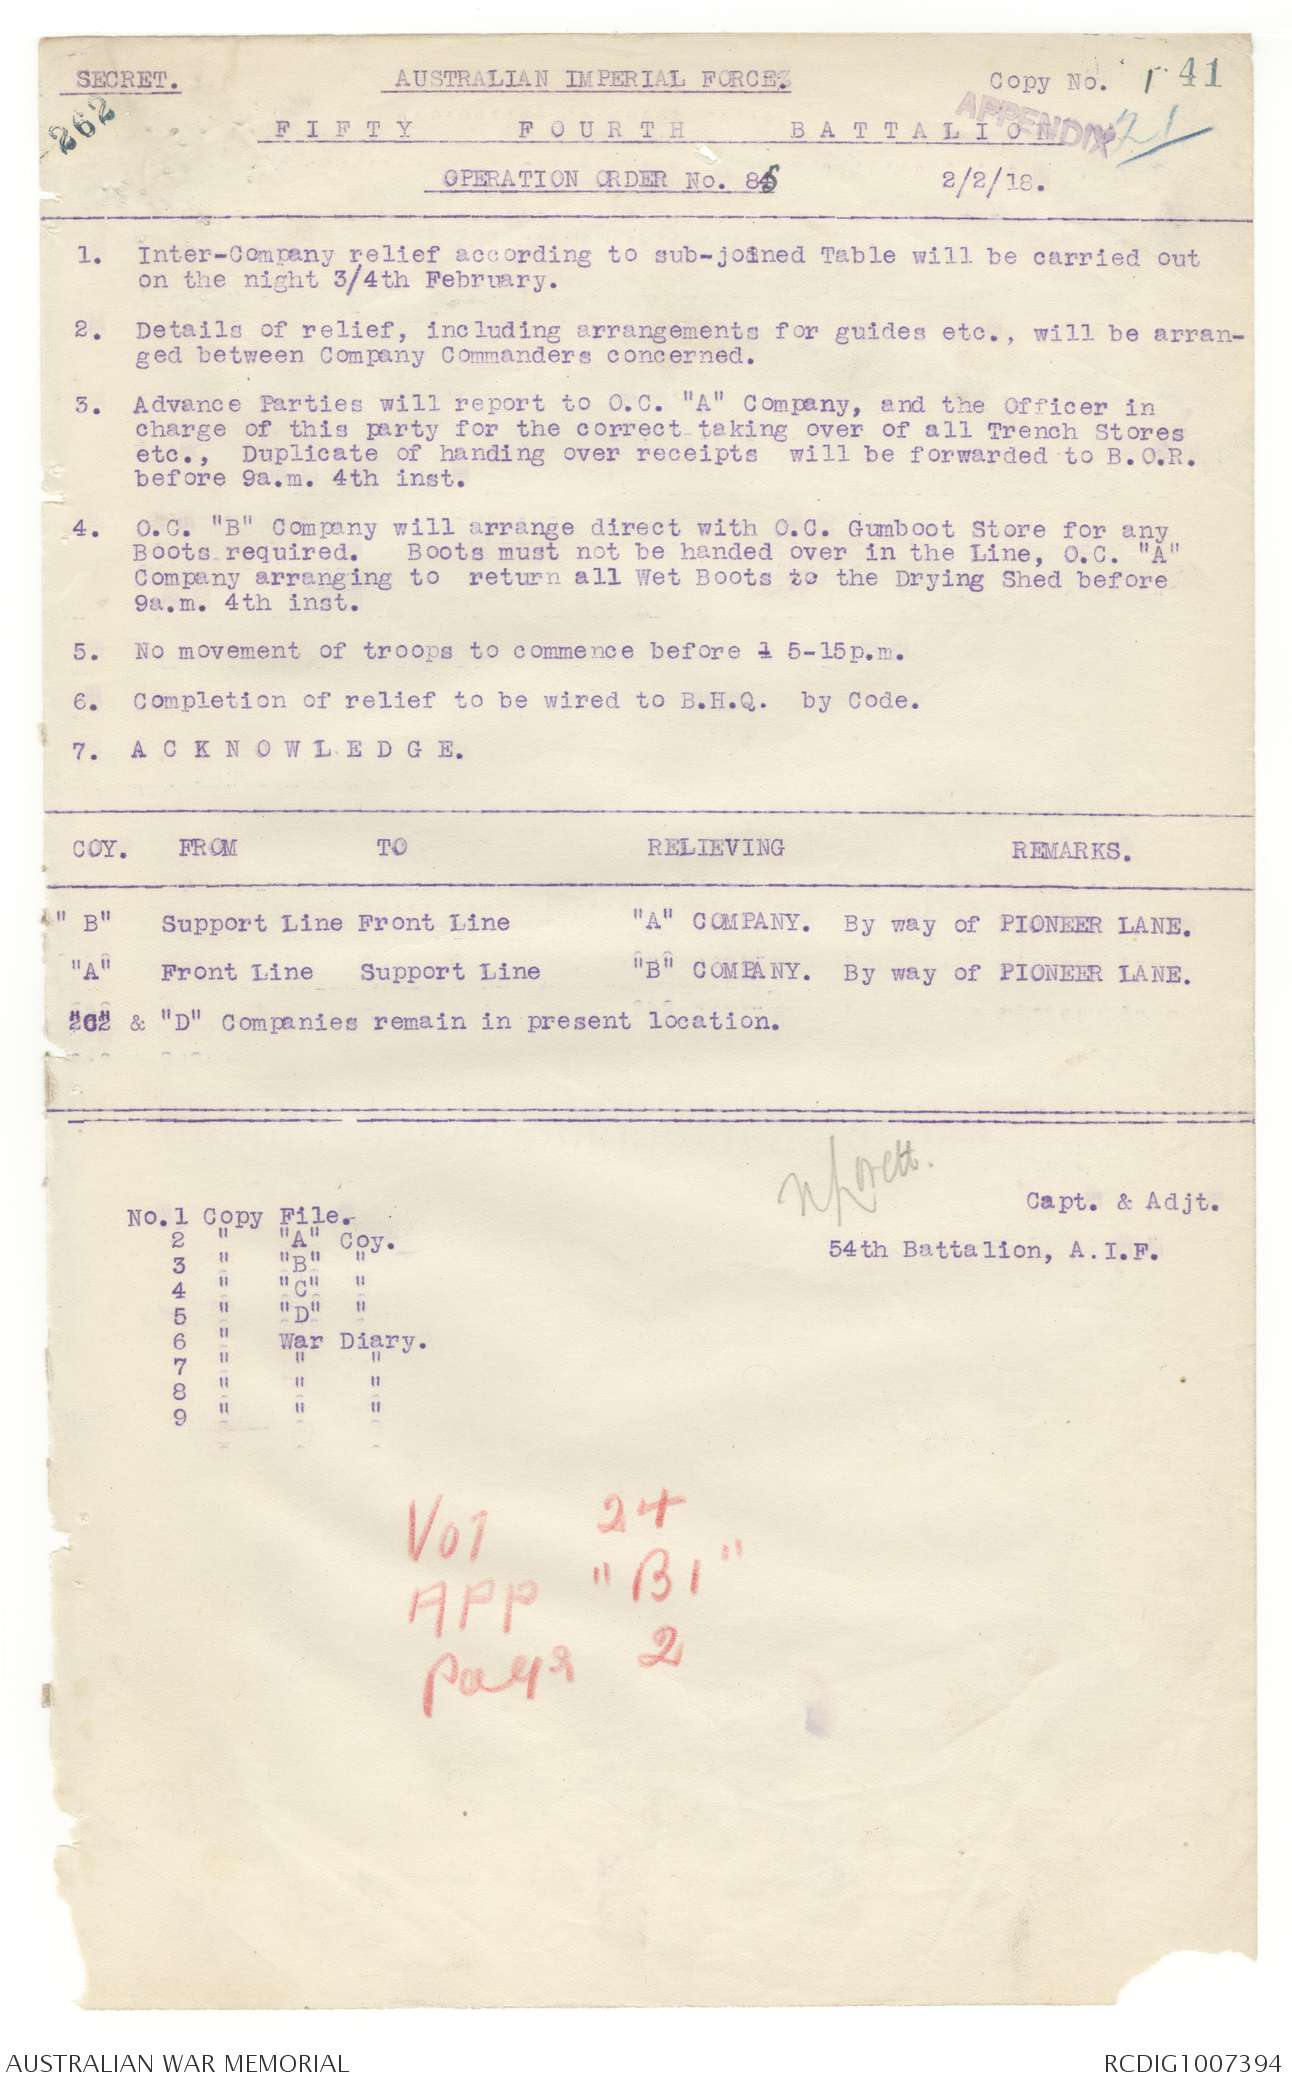 SECRET. AUSTRALIAN IMPERIAL FORCE. Copy No. 1 41
262 APPENDIX 21
FIFTY FOURTH BATTALION
OPERATION ORDER No. 85 2/2/18.
1. Inter-Company relief according to sub-joined Table will be carried out
on the night 3/4th February.
2. Details of relief, including arrangements for guides etc., will be arran-
ged between Company Commanders concerned.
3. Advance Parties will report to O.C. "A" Company, and the Officer in
charge of this party for the correct taking over of all Trench Stores
etc., Duplicate of handing over receipts will be forwarded to B.O.R.
before 9a.m. 4th inst.
4. O.C. "B" Company will arrange direct with O.C. Gumboot Store for any
Boots required. Boots must not be handed over in the Line, O.C. "A"
Company arranging to return all Wet Boots to the Drying Shed before
9a.m. 4th inst.
5. No movement of troops to commence before 5-15p.m.
6. Completion of relief to be wired to B.H.Q. by Code.
7. A C K N O W L E D G E.
COY. FROM TO RELIEVING REMARKS.
" B" Support Line Front Line "A" COMPANY. By way of PIONEER LANE.
"A" Front Line Support Line "B" COMPANY. By way of PIONEER LANE.
"C" & "D" Companies remain in present location.
Capt. & Adjt.
54th Battalion, A.I.F.
No.1 Copy File.
2 " "A" Coy.
3 " "B" "
4 " "C" "
5 " "D" "
6 " War Diary.
7 " " "
8 " " "
9 " " "
Vol 24
APP "B1"
Page 2
AUSTRALIAN WAR MEMORIAL RCDIG1007394